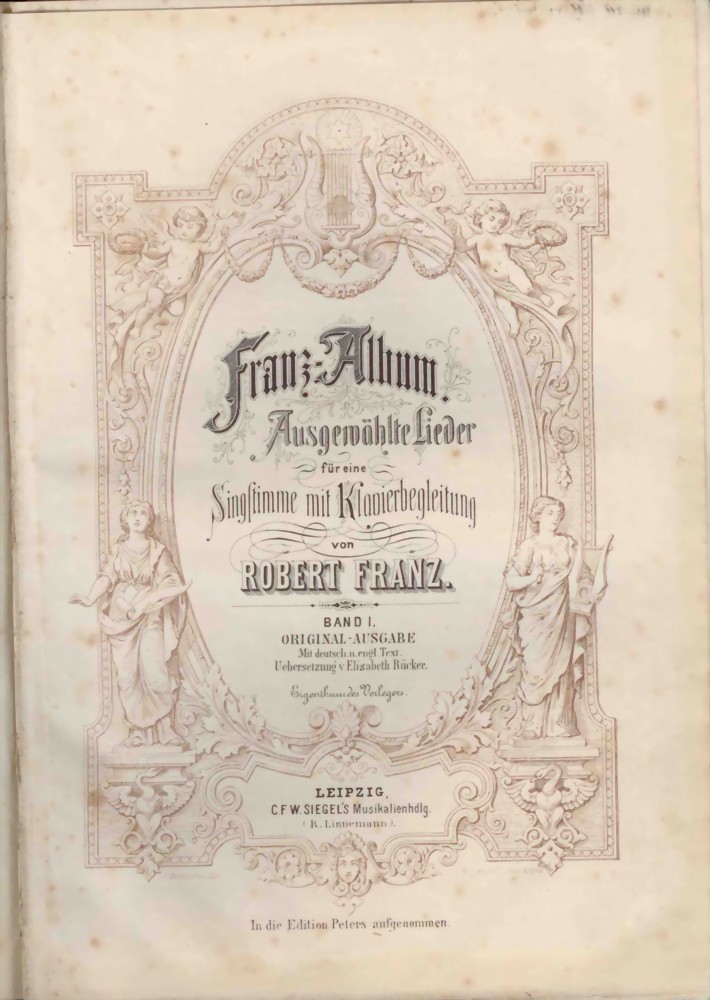 Franz-Album.
Ausgewählte Lieder
für eine
Singstimme mit Klavierbegleitung
von
ROBERT FRANZ.
BAND I.
ORIGINAL-AUSGABE
Mit deutsch. u. engl. Text.
Uebersetzung v Elisabeth Rücker.
Eigenthum des Verlegers.
LEIPZIG,
C. F. W. SIEGEL'S Musikalienhdlg.
(R. Linnemann).
In die Edition Peters aufgenommen.